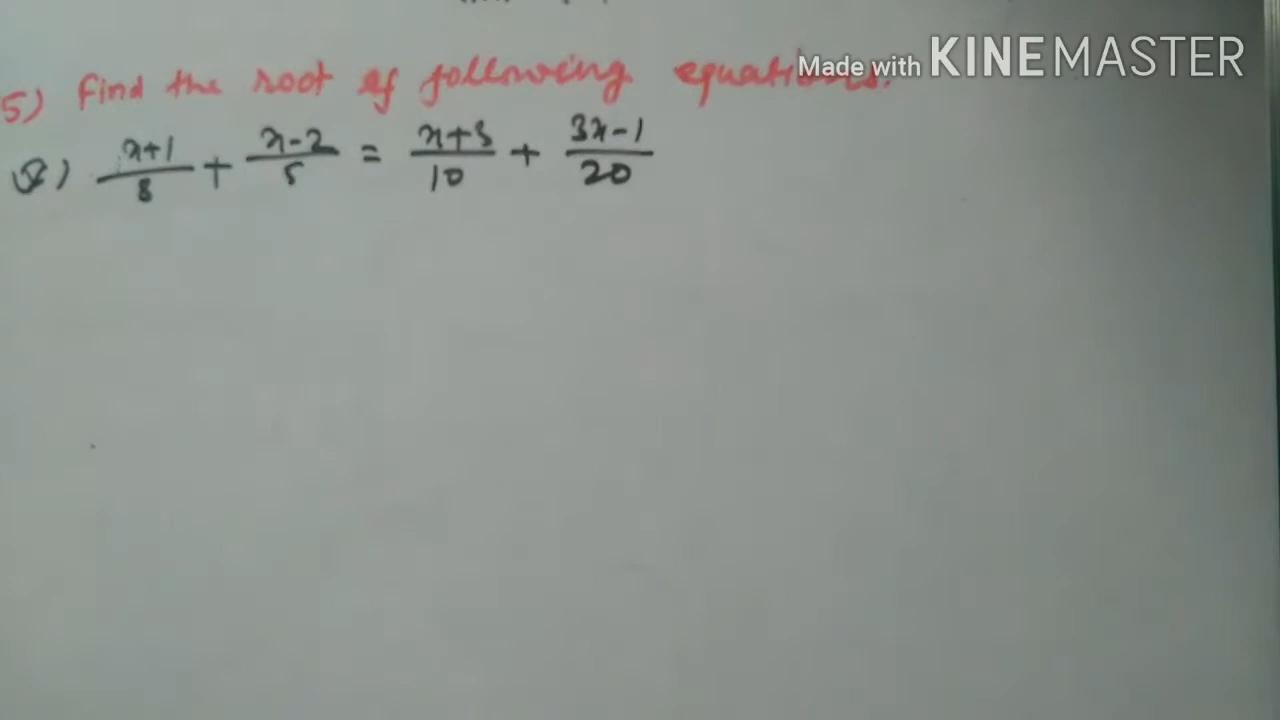 Made with KINEMASTER
5) Find the root of following equations.
x+1/8 + x-2/5 = x+3/10 + 3x-1/20